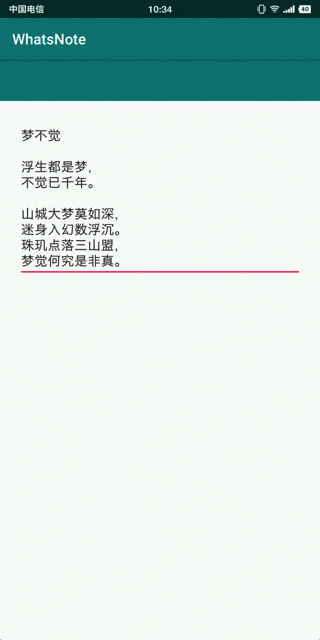 中国电信 10:34 40
WhatsNote
梦不觉
浮生都是梦，
不觉已千年。
山城大梦莫如深，
迷身入幻数浮沉。
珠玑点落三山盟，
梦觉何究是非真。